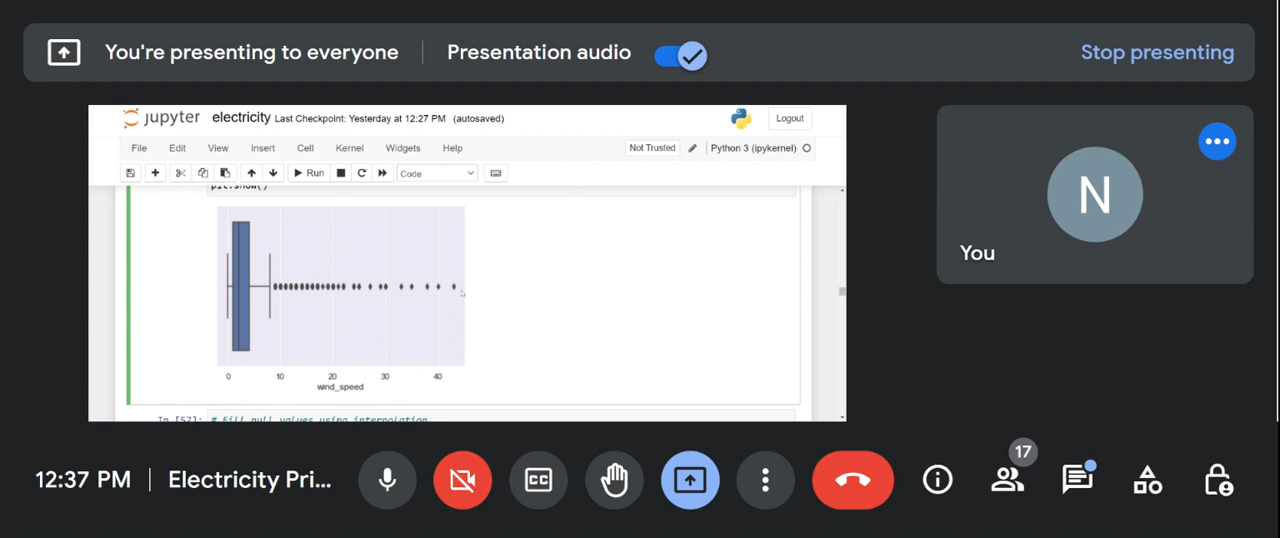 You're presenting to everyone
Presentation audio
Stop presenting
jupyter electricity Last Checkpoint: Yesterday at 12:27 PM (autosaved)
Logout
File Edit View Insert Cell Kernel Widgets Help
Not Trusted
Python 3 (ipykernel)
Run
Code
plt.show()
0 10 20 30 40
wind_speed
In [57]: # Fill null values using interpolation
N
You
12:37 PM
Electricity Pri...
CC
17